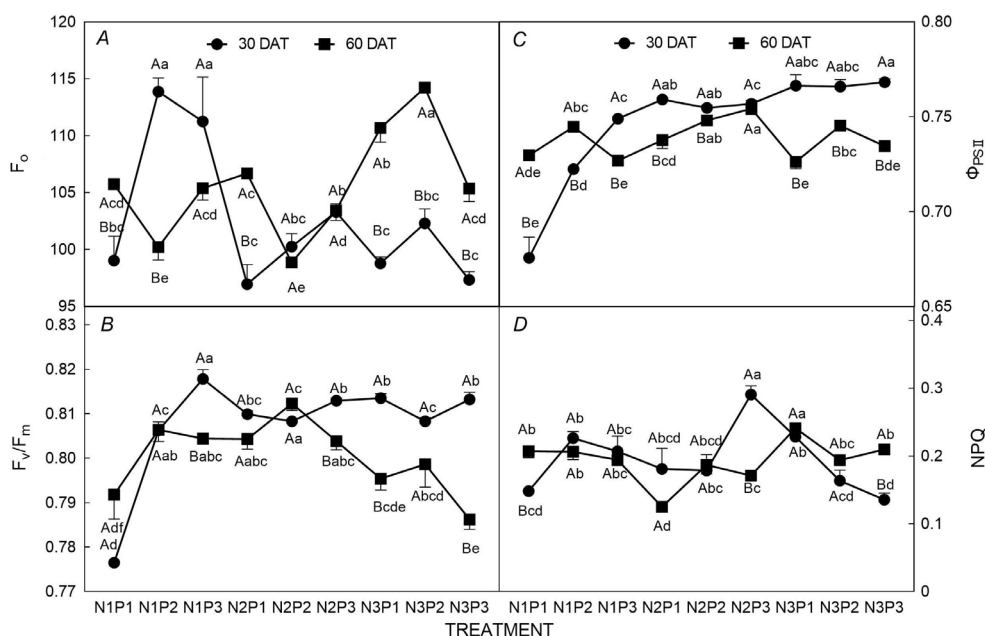 A
30 DAT 60 DAT
120
115
110
105
100
95
F₀
Aa Aa
Acd
Bbc
Be
Acd
Ac
Bc
Abc
Ae
Ab
Ad
Ab
Bc
Aa
Bbc
Acd
Bc
C
30 DAT 60 DAT
0.80
0.75
0.70
0.65
ΦPSII
Ade
Be
Abc
Bd
Ac
Be
Aab
Bcd
Aab
Bab
Ac
Aa
Aabc
Be
Aabc
Bbc
Aa
Bde
B
0.83
0.82
0.81
0.80
0.79
0.78
0.77
Fv/Fm
Adf
Ad
Ac
Aab
Aa
Babc
Abc
Aabc
Ac
Aa
Ab
Babc
Ab
Bcde
Ac
Abcd
Ab
Be
D
0.4
0.3
0.2
0.1
0
NPQ
Ab
Bcd
Ab
Ab
Abc
Abc
Abcd
Ad
Abcd
Abc
Aa
Bc
Aa
Ab
Abc
Acd
Ab
Bd
N1P1 N1P2 N1P3 N2P1 N2P2 N2P3 N3P1 N3P2 N3P3 N1P1 N1P2 N1P3 N2P1 N2P2 N2P3 N3P1 N3P2 N3P3
TREATMENT